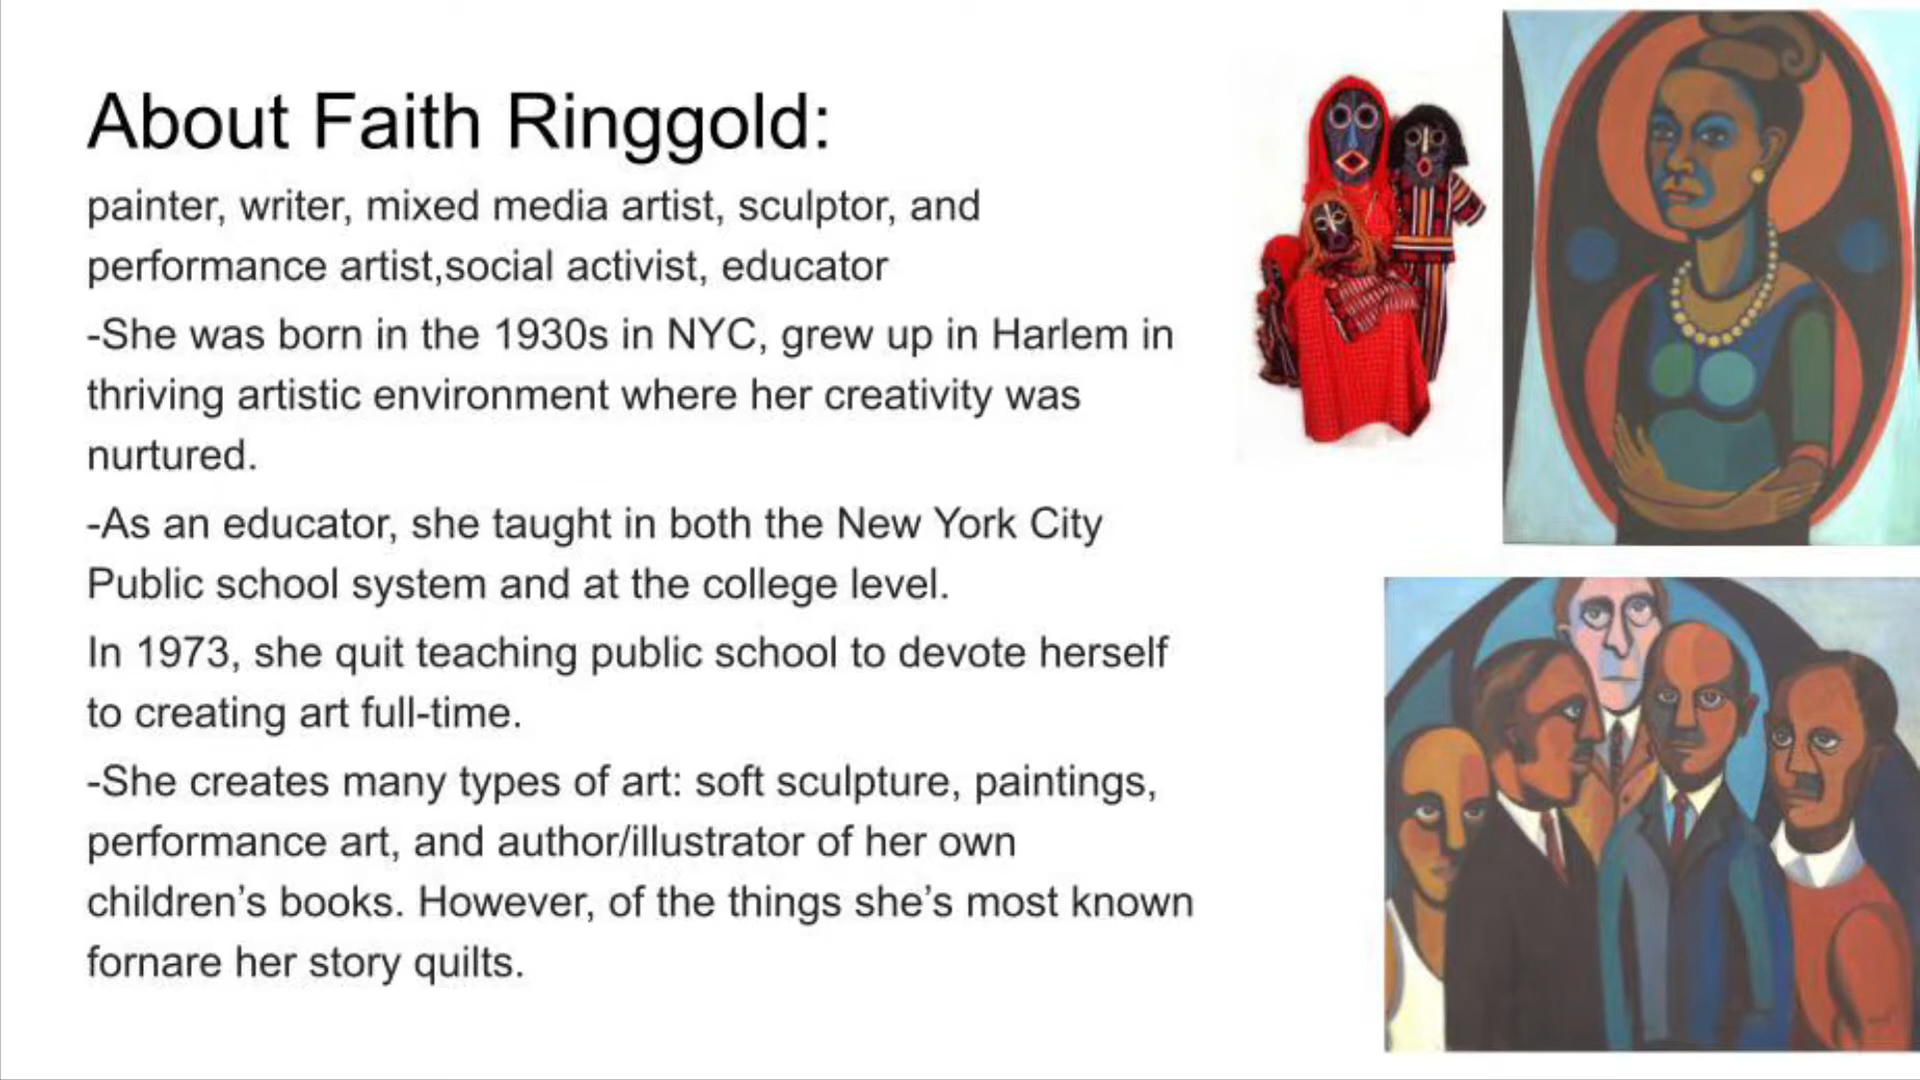 About Faith Ringgold:
painter, writer, mixed media artist, sculptor, and
performance artist,social activist, educator
-She was born in the 1930s in NYC, grew up in Harlem in
thriving artistic environment where her creativity was
nurtured.
-As an educator, she taught in both the New York City
Public school system and at the college level.
In 1973, she quit teaching public school to devote herself
to creating art full-time.
-She creates many types of art: soft sculpture, paintings,
performance art, and author/illustrator of her own
children’s books. However, of the things she’s most known
fornare her story quilts.